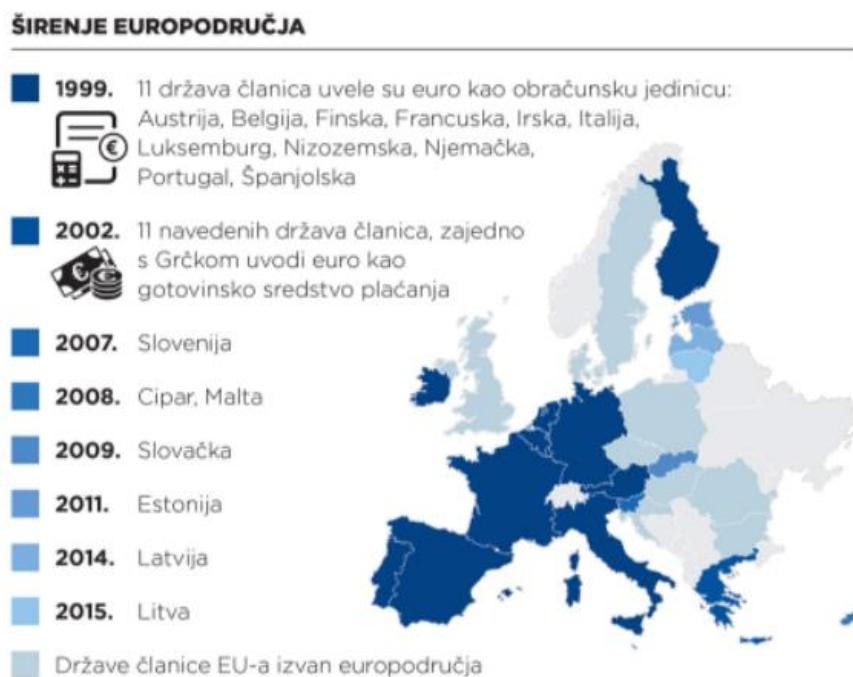 ŠIRENJE EUROPODRUČJA
1999. 11 država članica uvele su euro kao obračunsku jedinicu:
Austrija, Belgija, Finska, Francuska, Irska, Italija,
Luksemburg, Nizozemska, Njemačka,
Portugal, Španjolska
2002. 11 navedenih država članica, zajedno
s Grčkom uvodi euro kao
gotovinsko sredstvo plaćanja
2007. Slovenija
2008. Cipar, Malta
2009. Slovačka
2011. Estonija
2014. Latvija
2015. Litva
Države članice EU-a izvan europodručja